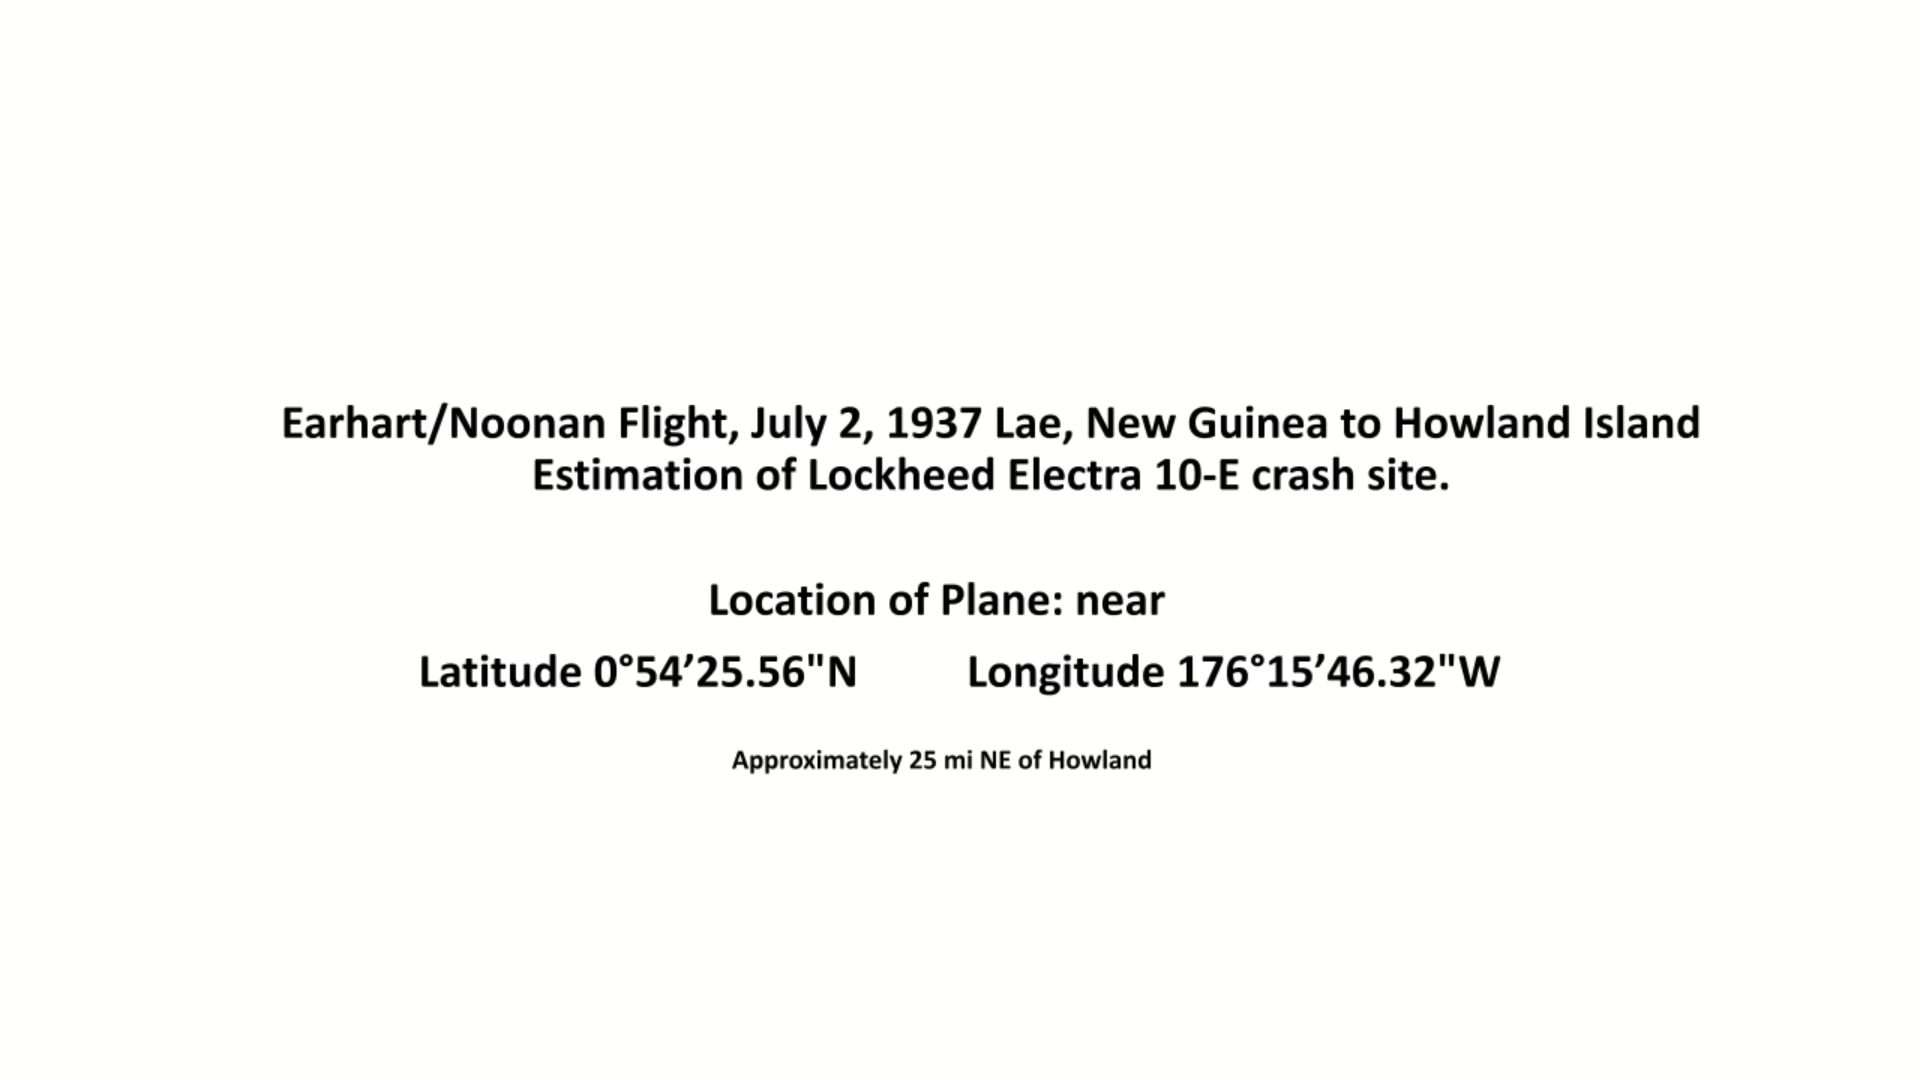 Earhart/Noonan Flight, July 2, 1937 Lae, New Guinea to Howland Island
Estimation of Lockheed Electra 10-E crash site.
Location of Plane: near
Latitude 0°54’25.56"N Longitude 176°15’46.32"W
Approximately 25 mi NE of Howland